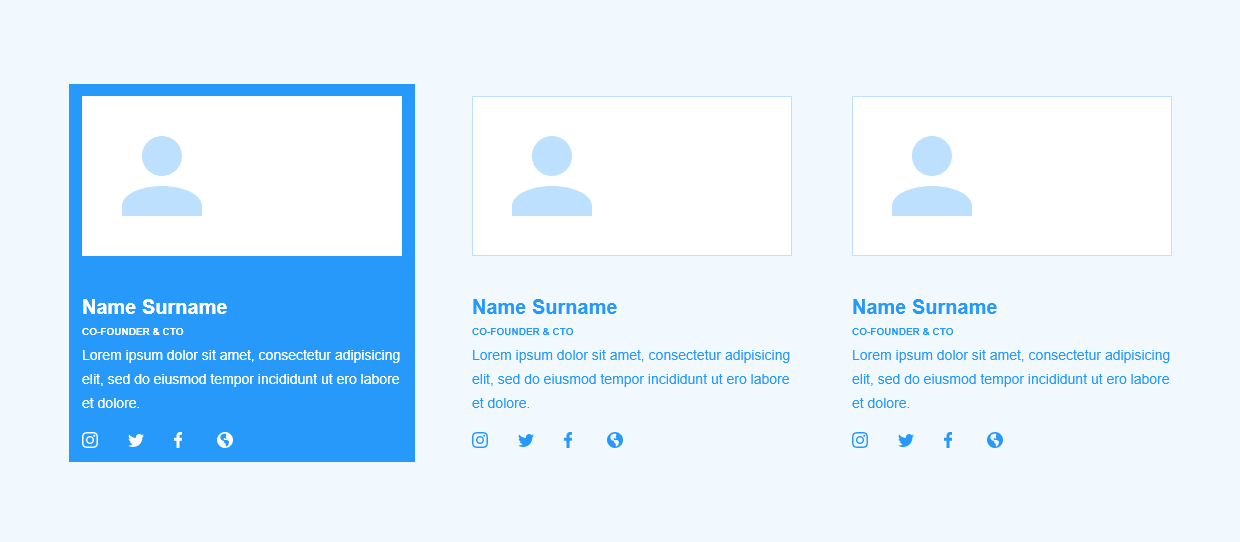 Name Surname
CO-FOUNDER & CTO
Lorem ipsum dolor sit amet, consectetur adipisicing
elit, sed do eiusmod tempor incididunt ut ero labore
et dolore.
Name Surname
CO-FOUNDER & CTO
Lorem ipsum dolor sit amet, consectetur adipisicing
elit, sed do eiusmod tempor incididunt ut ero labore
et dolore.
Name Surname
CO-FOUNDER & CTO
Lorem ipsum dolor sit amet, consectetur adipisicing
elit, sed do eiusmod tempor incididunt ut ero labore
et dolore.